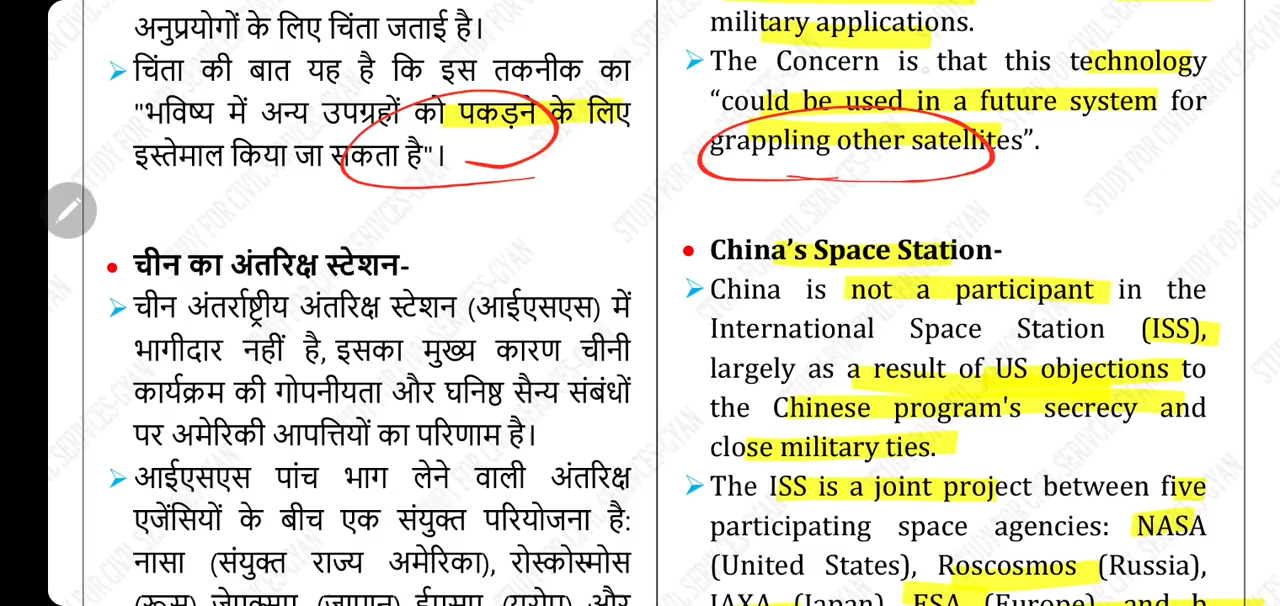 अनुप्रयोगों के लिए चिंता जताई है।
चिंता की बात यह है कि इस तकनीक का
"भविष्य में अन्य उपग्रहों को पकड़ने के लिए
इस्तेमाल किया जा सकता है"।
चीन का अंतरिक्ष स्टेशन-
चीन अंतर्राष्ट्रीय अंतरिक्ष स्टेशन (आईएसएस) में
भागीदार नहीं है, इसका मुख्य कारण चीनी
कार्यक्रम की गोपनीयता और घनिष्ठ सैन्य संबंधों
पर अमेरिकी आपत्तियों का परिणाम है।
आईएसएस पांच भाग लेने वाली अंतरिक्ष
एजेंसियों के बीच एक संयुक्त परियोजना है:
नासा (संयुक्त राज्य अमेरिका), रोस्कोस्मोस
military applications.
The Concern is that this technology
“could be used in a future system for
grappling other satellites”.
China’s Space Station-
China is not a participant in the
International Space Station (ISS),
largely as a result of US objections to
the Chinese program's secrecy and
close military ties.
The ISS is a joint project between five
participating space agencies: NASA
(United States), Roscosmos (Russia),
JAXA (Japan), ESA (Europe), and